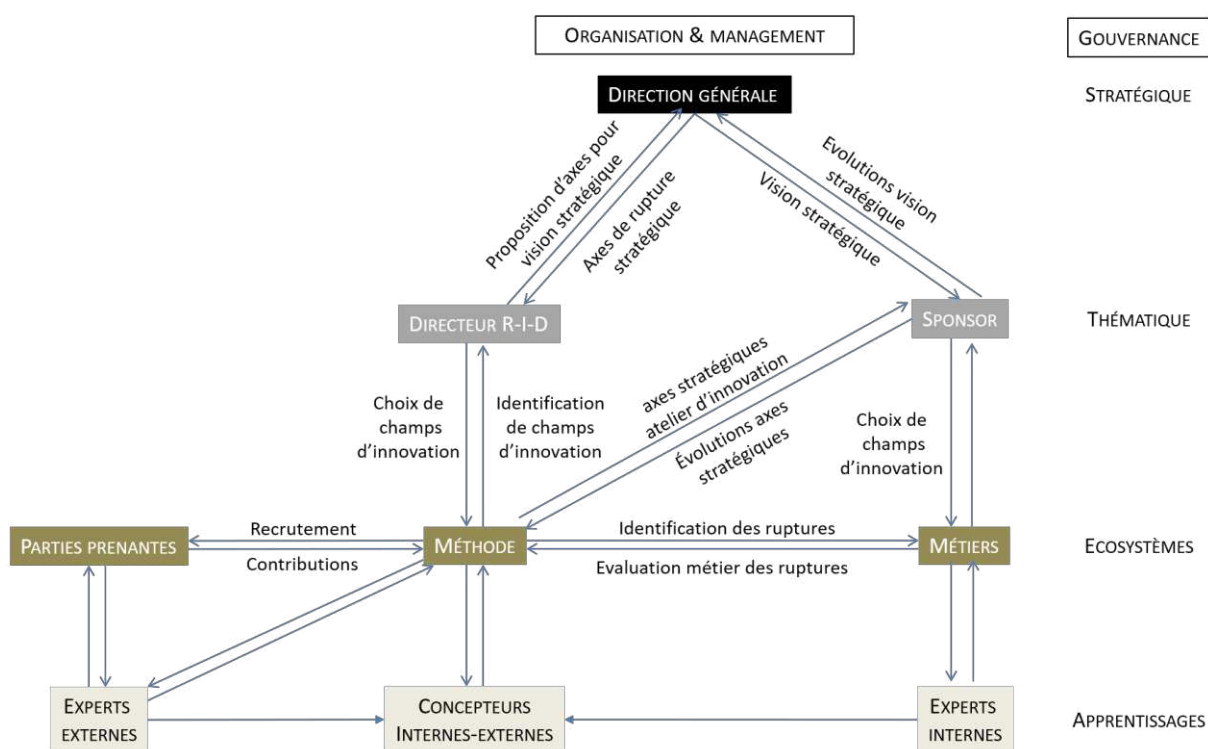 ORGANISATION & MANAGEMENT
GOUVERNANCE
DIRECTION GÉNÉRALE
STRATÉGIQUE
Proposition d'axes pour
vision stratégique
Axes de rupture
stratégique
Evolutions vision
stratégique
Vision stratégique
DIRECTEUR R-I-D
SPONSOR
THÉMATIQUE
Choix de
champs
d'innovation
Identification
de champs
d'innovation
axes stratégiques
atelier d'innovation
Évolutions axes
stratégiques
Choix de
champs
d'innovation
PARTIES PRENANTES
Recrutement
Contributions
MÉTHODE
Identification des ruptures
Evaluation métier des ruptures
MÉTIERS
ECOSYSTÈMES
EXPERTS
EXTERNES
CONCEPTEURS
INTERNES-EXTERNES
EXPERTS
INTERNES
APPRENTISSAGES